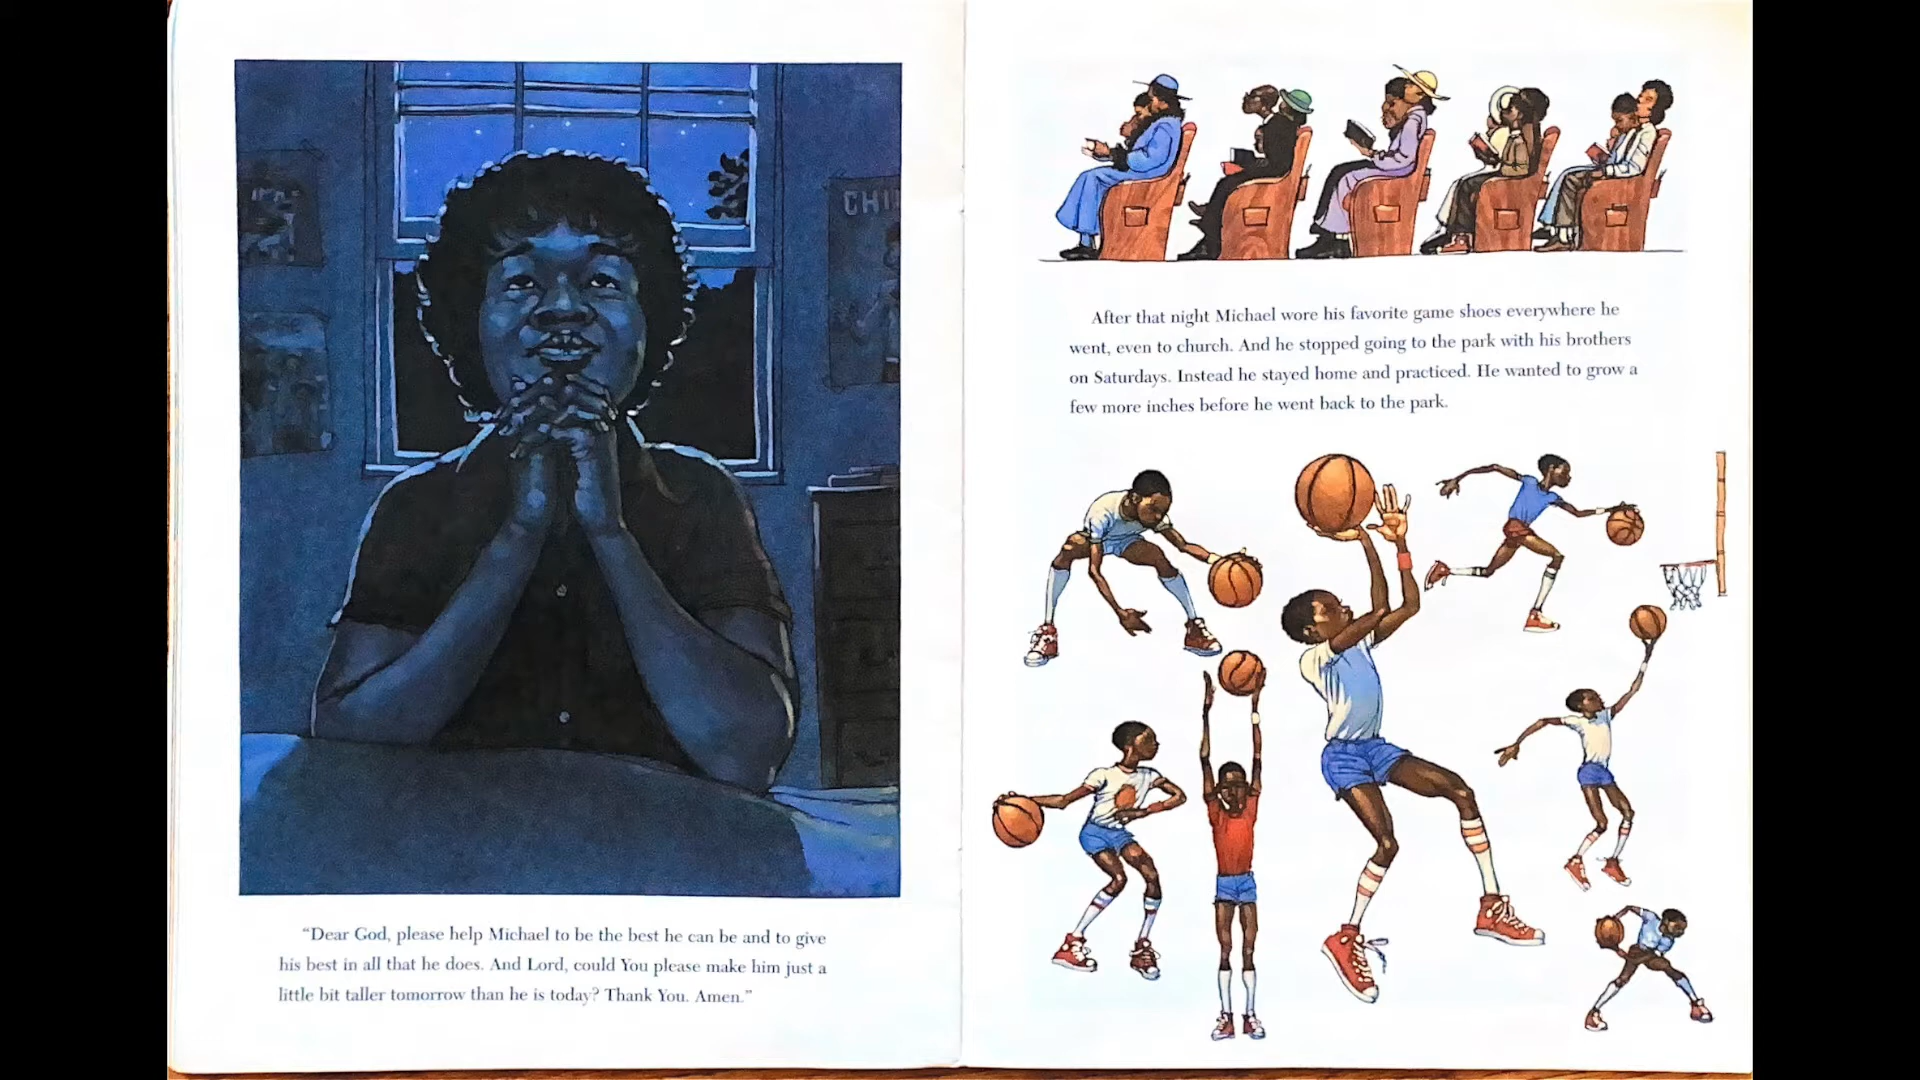 CHI
“Dear God, please help Michael to be the best he can be and to give
his best in all that he does. And Lord, could You please make him just a
little bit taller tomorrow than he is today? Thank You. Amen.”
After that night Michael wore his favorite game shoes everywhere he
went, even to church. And he stopped going to the park with his brothers
on Saturdays. Instead he stayed home and practiced. He wanted to grow a
few more inches before he went back to the park.